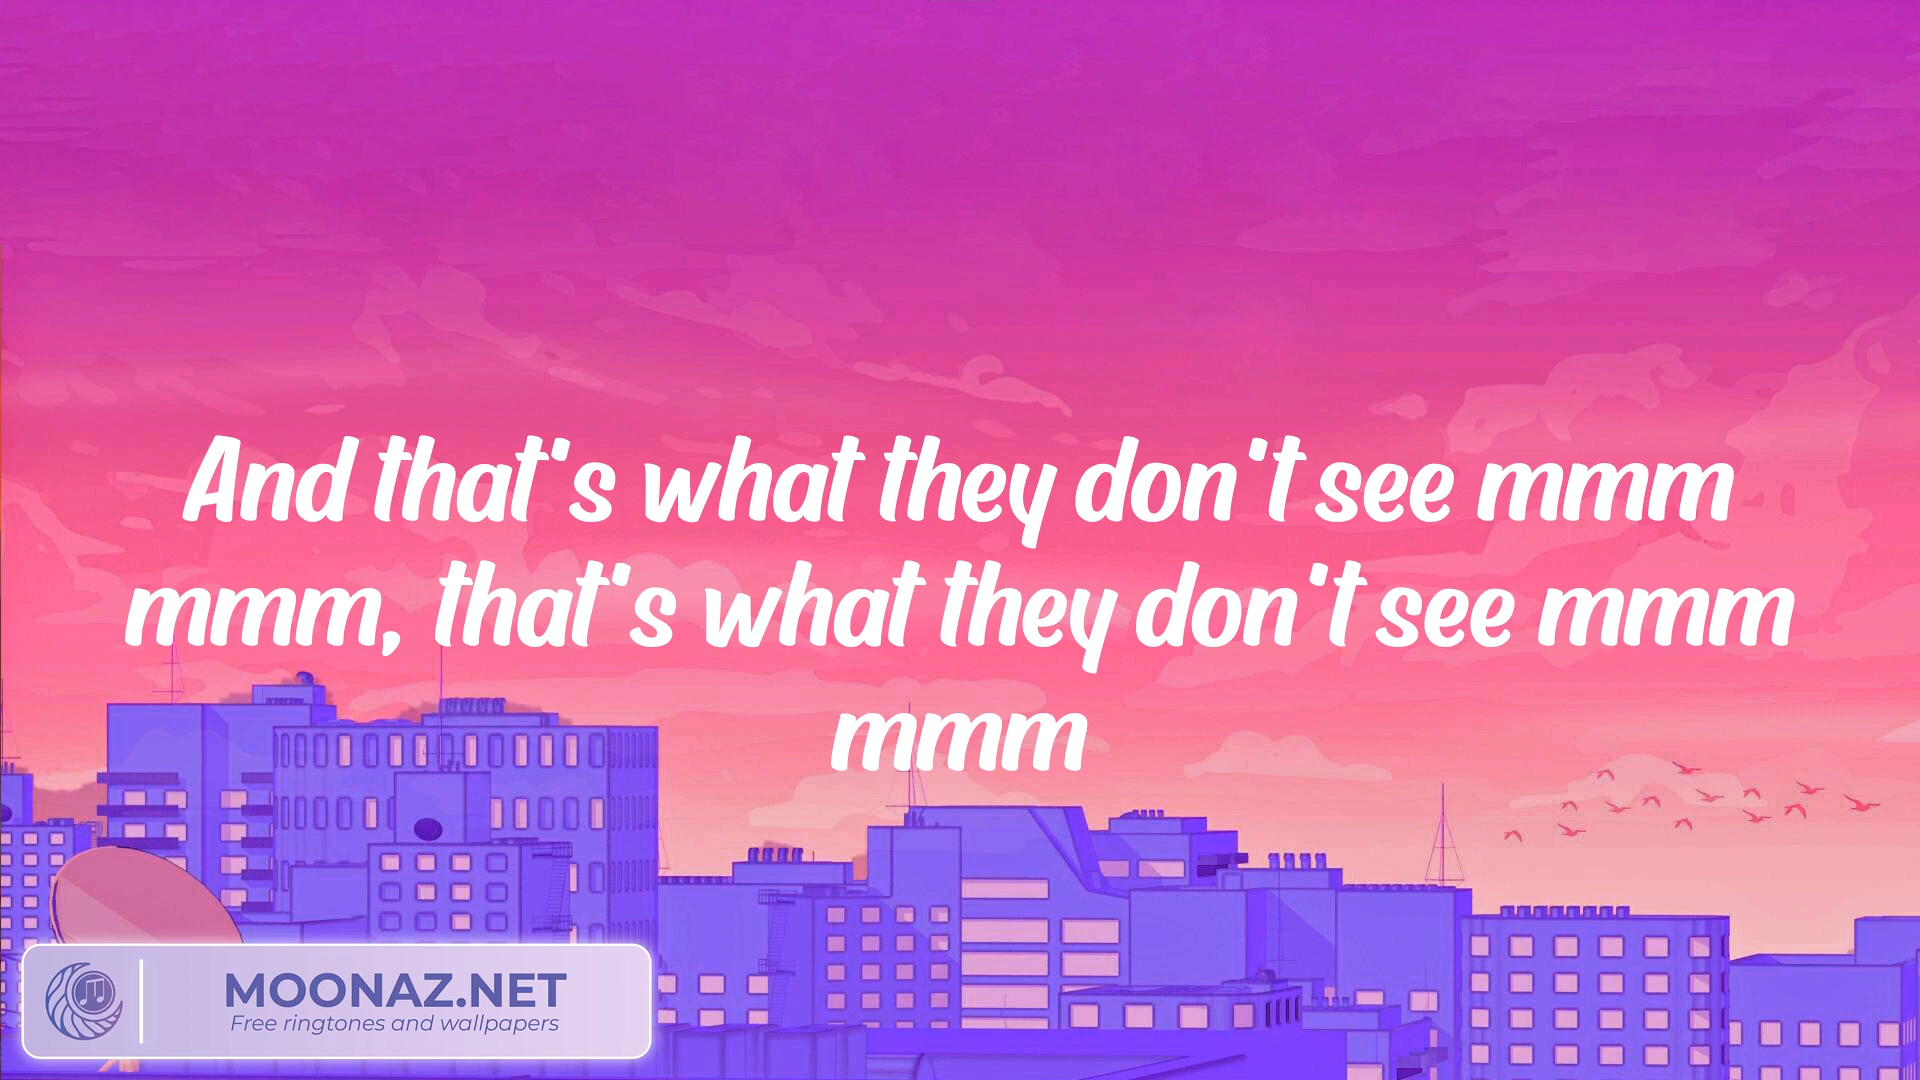 And that's what they don't see mmm
mmm, that's what they don't see mmm
mmm
MOONAZ.NET
Free ringtones and wallpapers